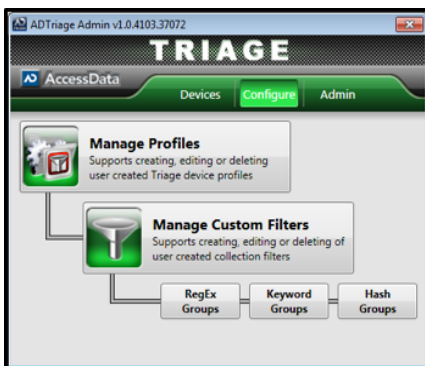 ADTriage Admin v1.0.4103.37072
TRIAGE
AccessData
Devices Configure Admin
Manage Profiles
Supports creating, editing or deleting
user created Triage device profiles
Manage Custom Filters
Supports creating, editing or deleting of
user created collection filters
RegEx Keyword Hash
Groups Groups Groups